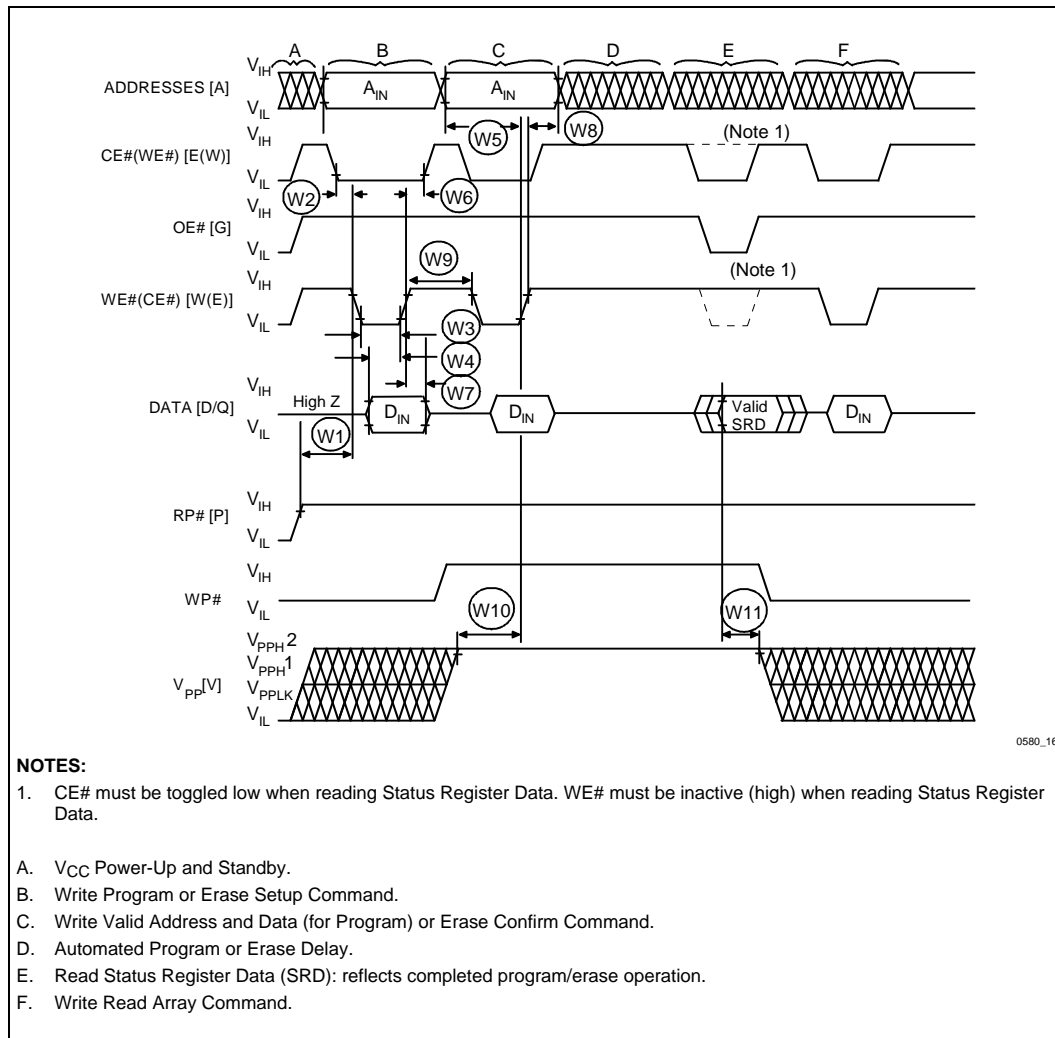 A B C D E F
V_IH
ADDRESSES [A] A_IN A_IN
V_IL
W5 W8
V_IH (Note 1)
CE#(WE#) [E(W)]
V_IL
W2 W6
V_IH
OE# [G]
V_IL
W9
V_IH (Note 1)
WE#(CE#) [W(E)]
V_IL
W3
W4
W7
V_IH
High Z
DATA [D/Q] D_IN D_IN Valid SRD D_IN
V_IL
W1
V_IH
RP# [P]
V_IL
V_IH
WP#
V_IL
W10 W11
V_PPH 2
V_PPH 1
V_PP [V] V_PPLK
V_IL
0580_16
NOTES:
1. CE# must be toggled low when reading Status Register Data. WE# must be inactive (high) when reading Status Register
Data.
A. V_CC Power-Up and Standby.
B. Write Program or Erase Setup Command.
C. Write Valid Address and Data (for Program) or Erase Confirm Command.
D. Automated Program or Erase Delay.
E. Read Status Register Data (SRD): reflects completed program/erase operation.
F. Write Read Array Command.